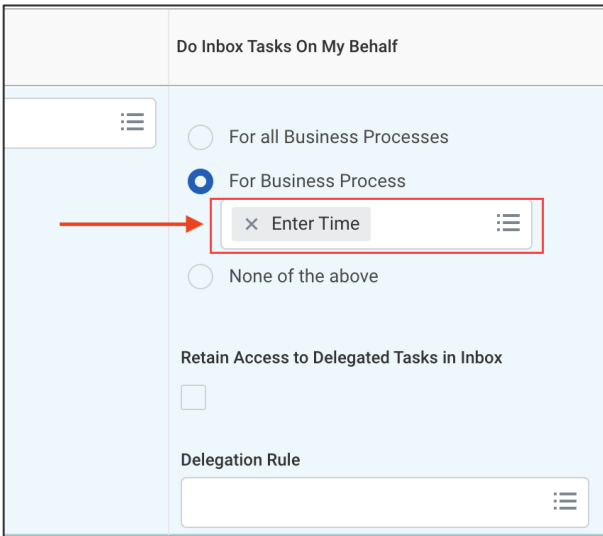 Do Inbox Tasks On My Behalf
For all Business Processes
For Business Process
Enter Time
None of the above
Retain Access to Delegated Tasks in Inbox
Delegation Rule